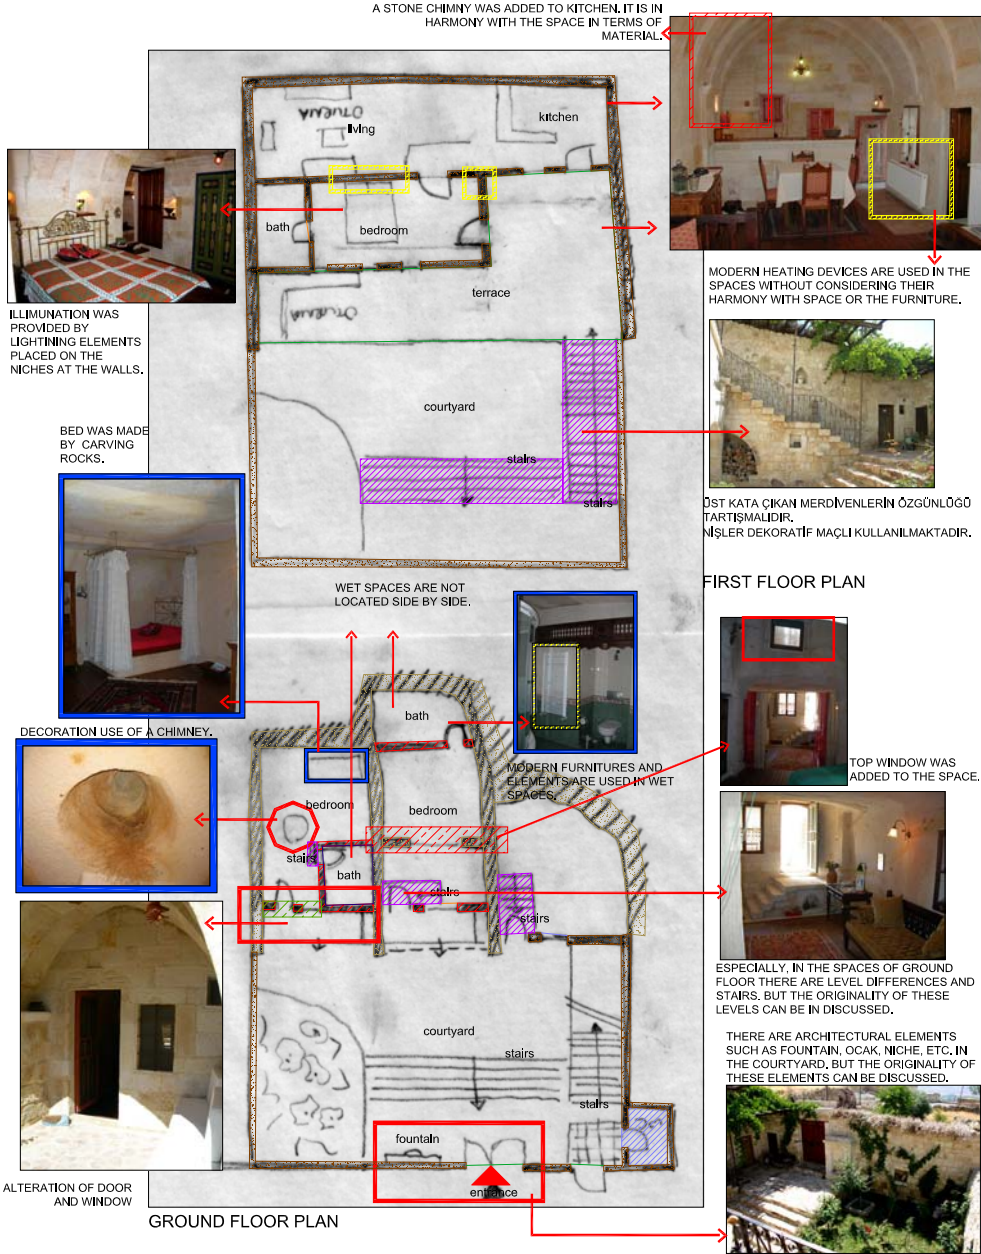 A STONE CHIMNY WAS ADDED TO KITCHEN. IT IS IN
HARMONY WITH THE SPACE IN TERMS OF
MATERIAL.
OTURMA
living
kitchen
bath
bedroom
terrace
OTURMA
MODERN HEATING DEVICES ARE USED IN THE
SPACES WITHOUT CONSIDERING THEIR
HARMONY WITH SPACE OR THE FURNITURE.
ILLIMUNATION WAS
PROVIDED BY
LIGHTINING ELEMENTS
PLACED ON THE
NICHES AT THE WALLS.
courtyard
stairs
stairs
BED WAS MADE
BY CARVING
ROCKS.
ÜST KATA ÇIKAN MERDİVENLERİN ÖZGÜNLÜĞÜ
TARTIŞMALIDIR.
NİŞLER DEKORATİF MAÇLI KULLANILMAKTADIR.
FIRST FLOOR PLAN
WET SPACES ARE NOT
LOCATED SIDE BY SIDE.
bath
DECORATION USE OF A CHIMNEY.
MODERN FURNITURES AND
ELEMENTS ARE USED IN WET
SPACES.
TOP WINDOW WAS
ADDED TO THE SPACE.
bedroom
bedroom
stairs
bath
stairs
stairs
ESPECIALLY, IN THE SPACES OF GROUND
FLOOR THERE ARE LEVEL DIFFERENCES AND
STAIRS. BUT THE ORIGINALITY OF THESE
LEVELS CAN BE IN DISCUSSED.
courtyard
stairs
stairs
THERE ARE ARCHITECTURAL ELEMENTS
SUCH AS FOUNTAIN, OCAK, NICHE, ETC. IN
THE COURTYARD. BUT THE ORIGINALITY OF
THESE ELEMENTS CAN BE DISCUSSED.
fountain
entrance
ALTERATION OF DOOR
AND WINDOW
GROUND FLOOR PLAN